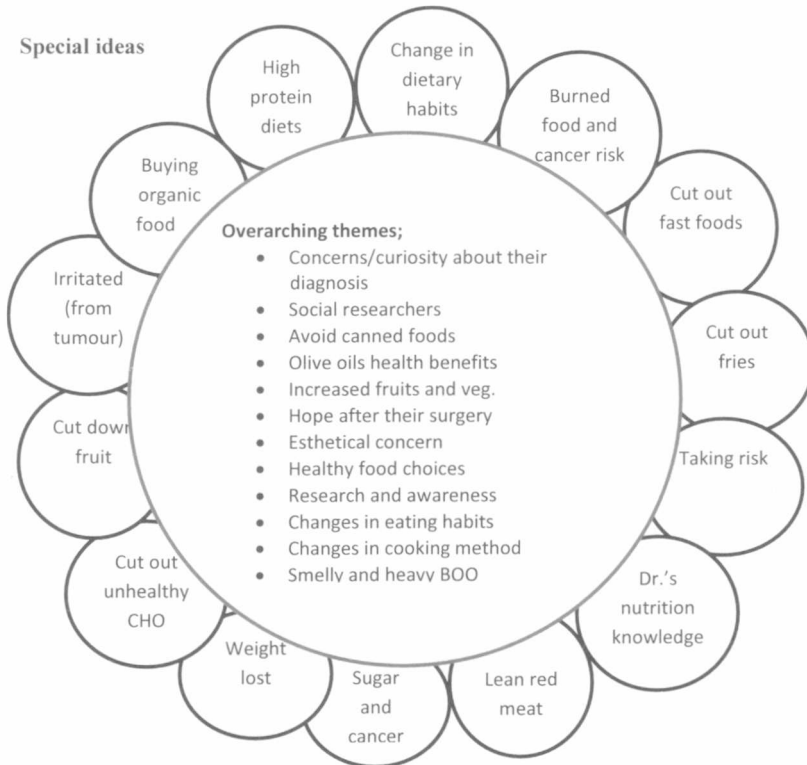 Special ideas
High
protein
diets
Change in
dietary
habits
Burned
food and
cancer risk
Cut out
fast foods
Cut out
fries
Taking risk
Dr.'s
nutrition
knowledge
Lean red
meat
Sugar
and
cancer
Weight
lost
Cut out
unhealthy
CHO
Cut down
fruit
Irritated
(from
tumour)
Buying
organic
food
Overarching themes;
• Concerns/curiosity about their
diagnosis
• Social researchers
• Avoid canned foods
• Olive oils health benefits
• Increased fruits and veg.
• Hope after their surgery
• Esthetical concern
• Healthy food choices
• Research and awareness
• Changes in eating habits
• Changes in cooking method
• Smelly and heavy BOO